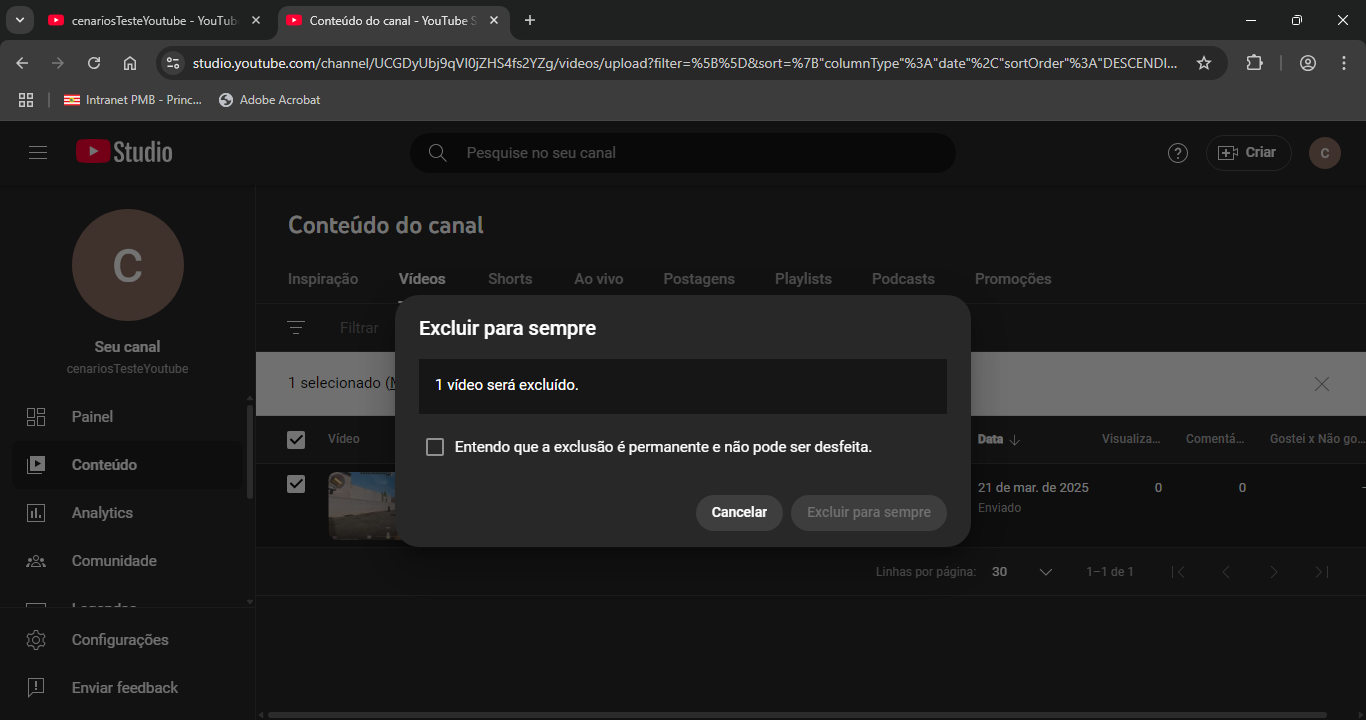 cenariosTesteYoutube - YouTub
Conteúdo do canal - YouTube S
studio.youtube.com/channel/UCGDyUbj9qVI0jZHS4fs2YZg/videos/upload?filter=%5B%5D&sort=%7B"columnType"%3A"date"%2C"sortOrder"%3A"DESCENDI...
Intranet PMB - Princ...
Adobe Acrobat
Studio
Pesquise no seu canal
Criar
C
C
Seu canal
cenariosTesteYoutube
Painel
Conteúdo
Analytics
Comunidade
Configurações
Enviar feedback
Conteúdo do canal
Inspiração Vídeos Shorts Ao vivo Postagens Playlists Podcasts Promoções
Filtrar
1 selecionado (
Vídeo
Data
Visualiza...
Comentá...
Gostei x Não go...
21 de mar. de 2025
0
0
Enviado
Linhas por página: 30
1–1 de 1
Excluir para sempre
1 vídeo será excluído.
Entendo que a exclusão é permanente e não pode ser desfeita.
Cancelar
Excluir para sempre